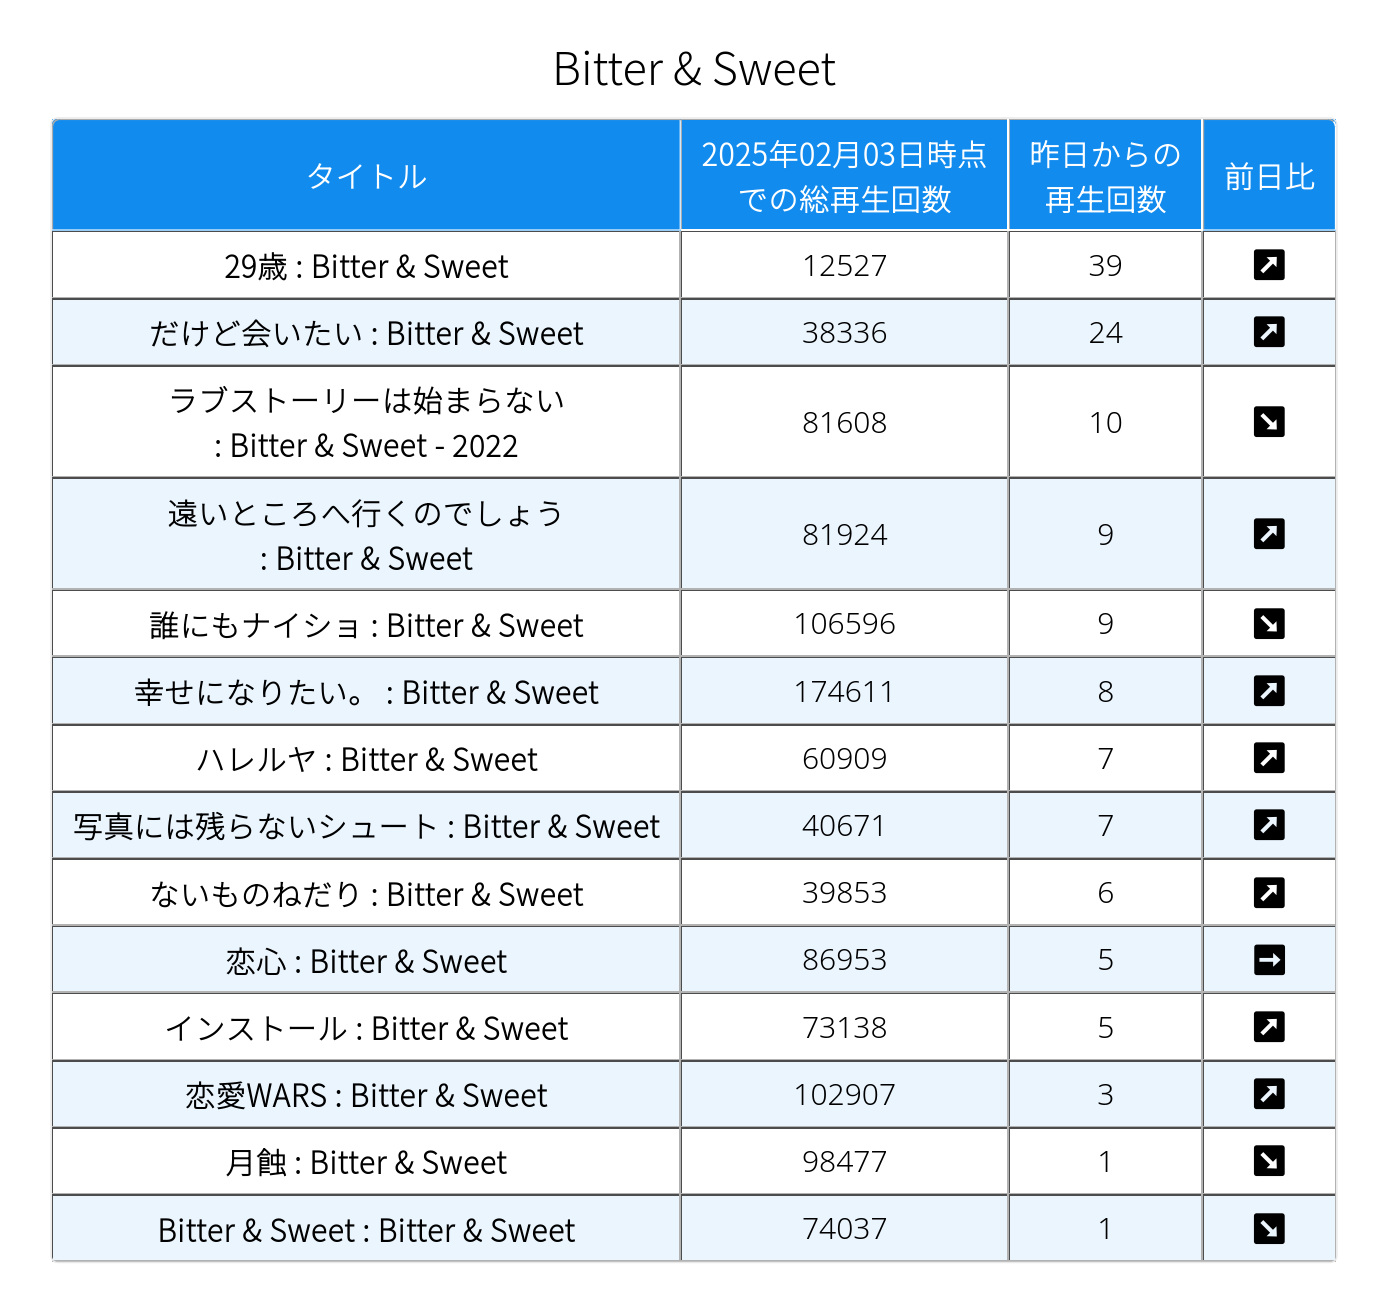 Bitter & Sweet
タイトル
2025年02月03日時点
での総再生回数
昨日からの
再生回数
前日比
29歳 : Bitter & Sweet
12527
39
だけど会いたい : Bitter & Sweet
38336
24
ラブストーリーは始まらない
: Bitter & Sweet - 2022
81608
10
遠いところへ行くのでしょう
: Bitter & Sweet
81924
9
誰にもナイショ : Bitter & Sweet
106596
9
幸せになりたい。 : Bitter & Sweet
174611
8
ハレルヤ : Bitter & Sweet
60909
7
写真には残らないシュート : Bitter & Sweet
40671
7
ないものねだり : Bitter & Sweet
39853
6
恋心 : Bitter & Sweet
86953
5
インストール : Bitter & Sweet
73138
5
恋愛WARS : Bitter & Sweet
102907
3
月蝕 : Bitter & Sweet
98477
1
Bitter & Sweet : Bitter & Sweet
74037
1